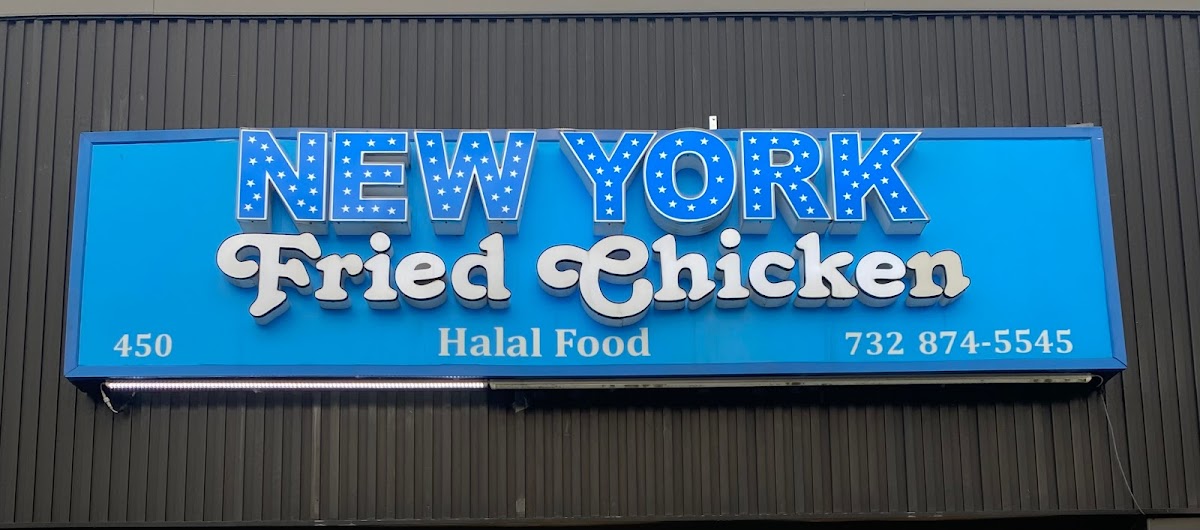 NEW YORK
Fried Chicken
450 Halal Food 732 874-5545